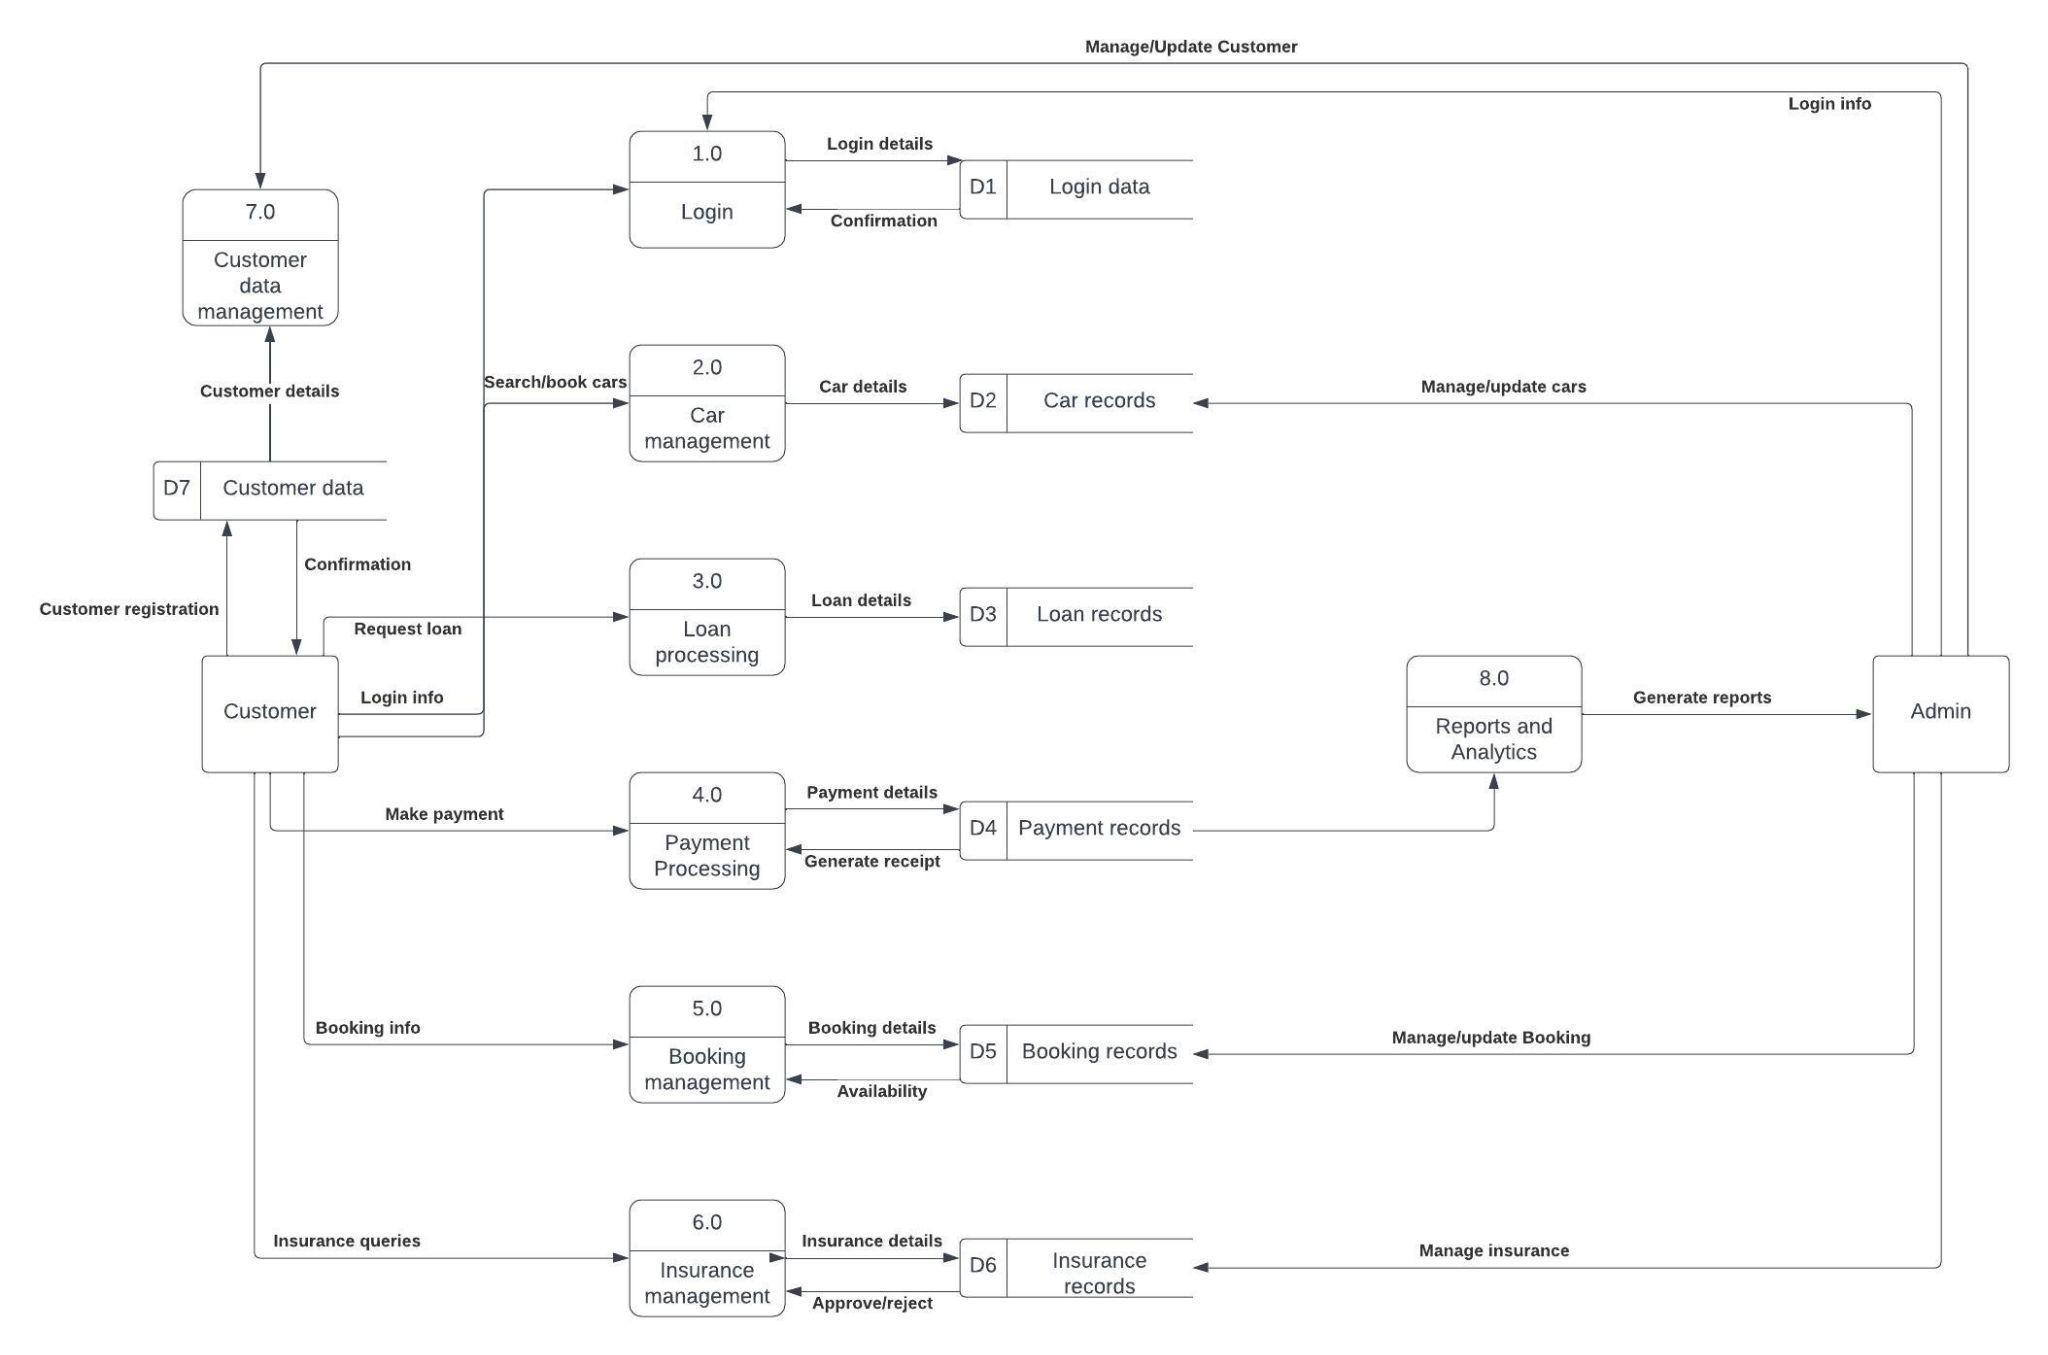 Manage/Update Customer
Login info
1.0
Login
Login details
D1
Login data
Confirmation
7.0
Customer
data
management
Customer details
Search/book cars
2.0
Car
management
Car details
D2
Car records
Manage/update cars
D7
Customer data
Confirmation
Customer registration
Request loan
3.0
Loan
processing
Loan details
D3
Loan records
Customer
Login info
8.0
Reports and
Analytics
Generate reports
Admin
Make payment
4.0
Payment
Processing
Payment details
D4
Payment records
Generate receipt
Booking info
5.0
Booking
management
Booking details
D5
Booking records
Availability
Manage/update Booking
Insurance queries
6.0
Insurance
management
Insurance details
D6
Insurance
records
Approve/reject
Manage insurance